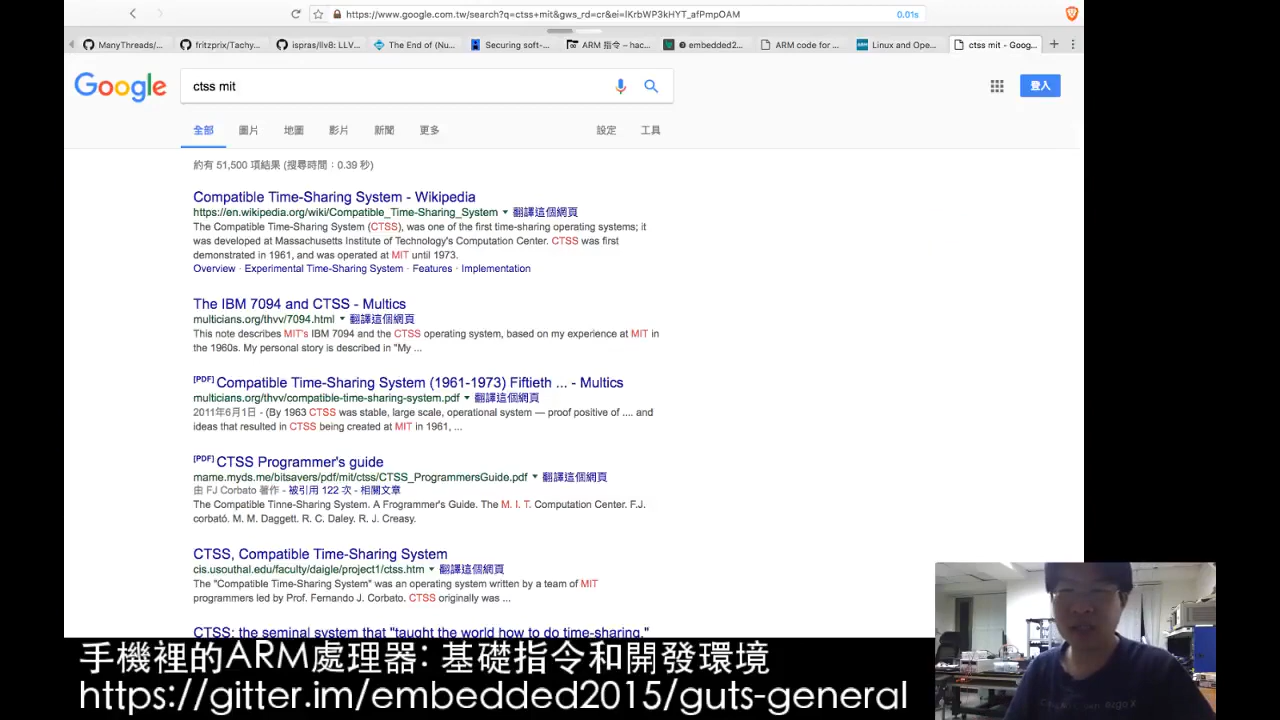 https://www.google.com.tw/search?q=ctss+mit&gws_rd=cr&ei=lKrbWP3kHYT_afPmpOAM
0.01s
ManyThreads/...
fritzprix/Tachy...
ispras/llv8: LLV...
The End of (Nu...
Securing soft-...
ARM 指令 – hac...
embedded2...
ARM code for ...
Linux and Ope...
ctss mit - Goog...
Google
ctss mit
登入
全部 圖片 地圖 影片 新聞 更多 設定 工具
約有 51,500 項結果 (搜尋時間：0.39 秒)
Compatible Time-Sharing System - Wikipedia
https://en.wikipedia.org/wiki/Compatible_Time-Sharing_System ▼ 翻譯這個網頁
The Compatible Time-Sharing System (CTSS), was one of the first time-sharing operating systems; it
was developed at Massachusetts Institute of Technology's Computation Center. CTSS was first
demonstrated in 1961, and was operated at MIT until 1973.
Overview · Experimental Time-Sharing System · Features · Implementation
The IBM 7094 and CTSS - Multics
multicians.org/thvv/7094.html ▼ 翻譯這個網頁
This note describes MIT's IBM 7094 and the CTSS operating system, based on my experience at MIT in
the 1960s. My personal story is described in "My ...
[PDF] Compatible Time-Sharing System (1961-1973) Fiftieth ... - Multics
multicians.org/thvv/compatible-time-sharing-system.pdf ▼ 翻譯這個網頁
2011年6月1日 - (By 1963 CTSS was stable, large scale, operational system — proof positive of .... and
ideas that resulted in CTSS being created at MIT in 1961, ...
[PDF] CTSS Programmer's guide
mame.myds.me/bitsavers/pdf/mit/ctss/CTSS_ProgrammersGuide.pdf ▼ 翻譯這個網頁
由 FJ Corbato 著作 - 被引用 122 次 - 相關文章
The Compatible Tinne-Sharing System. A Frogrammer's Guide. The M. I. T. Computation Center. F.J.
corbató. M. M. Daggett. R. C. Daley. R. J. Creasy.
CTSS, Compatible Time-Sharing System
cis.usouthal.edu/faculty/daigle/project1/ctss.htm ▼ 翻譯這個網頁
The "Compatible Time-Sharing System" was an operating system written by a team of MIT
programmers led by Prof. Fernando J. Corbato. CTSS originally was ...
CTSS: the seminal system that "taught the world how to do time-sharing."
手機裡的ARM處理器: 基礎指令和開發環境
https://gitter.im/embedded2015/guts-general